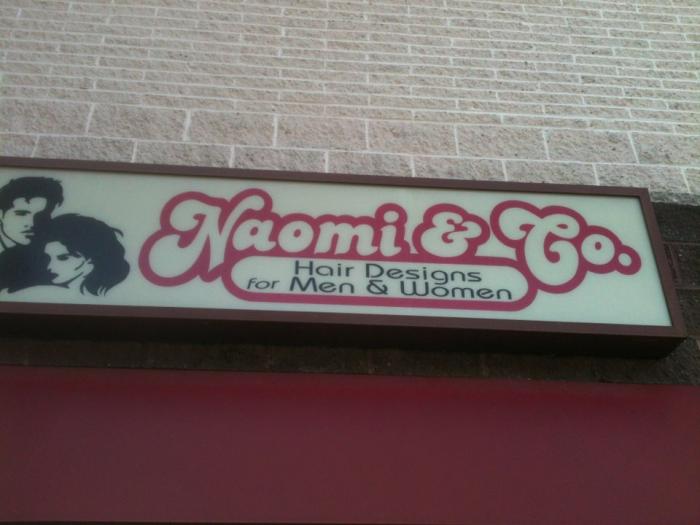 Naomi & Co.
Hair Designs
for Men & Women